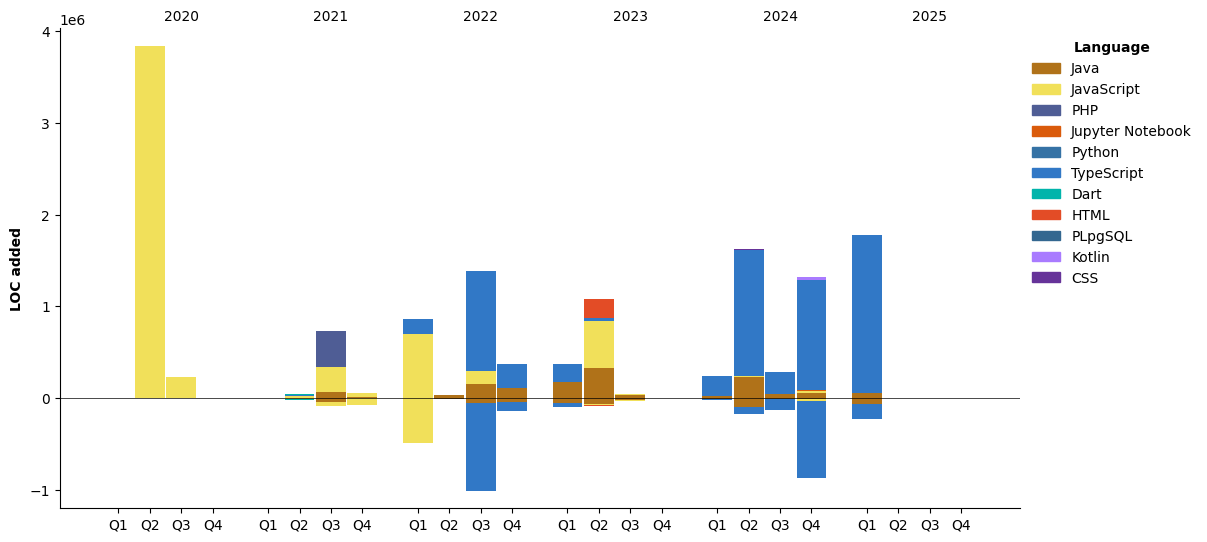 2020 2021 2022 2023 2024 2025
1e6
4
3
2
1
0
−1
LOC added
Q1 Q2 Q3 Q4 Q1 Q2 Q3 Q4 Q1 Q2 Q3 Q4 Q1 Q2 Q3 Q4 Q1 Q2 Q3 Q4 Q1 Q2 Q3 Q4
Language
Java
JavaScript
PHP
Jupyter Notebook
Python
TypeScript
Dart
HTML
PLpgSQL
Kotlin
CSS